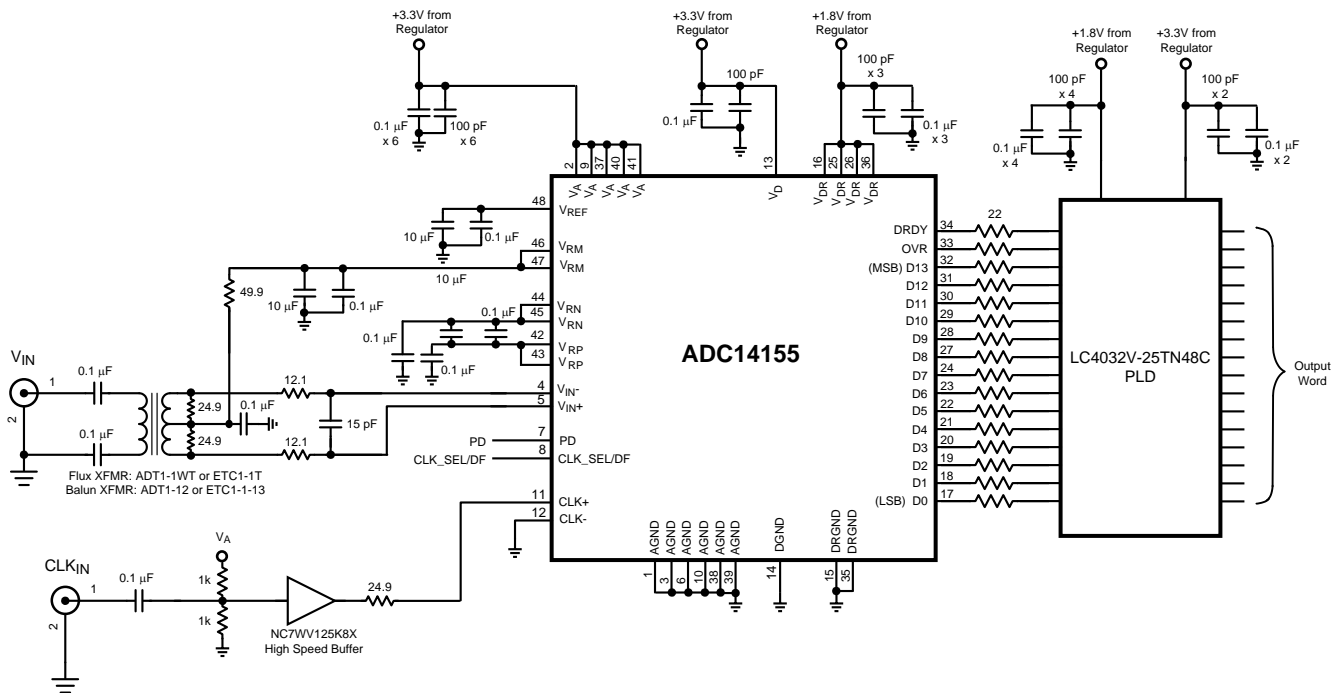 +3.3V from
Regulator
+3.3V from
Regulator
+1.8V from
Regulator
+1.8V from
Regulator
+3.3V from
Regulator
0.1 µF
x 6
100 pF
x 6
0.1 µF
100 pF
100 pF
x 3
0.1 µF
x 3
100 pF
x 4
0.1 µF
x 4
100 pF
x 2
0.1 µF
x 2
2
9
37
40
41
13
16
25
26
36
VA
VA
VA
VA
VA
VD
VDR
VDR
VDR
VDR
48
VREF
10 µF
0.1 µF
46
VRM
47
VRM
10 µF
49.9
10 µF
0.1 µF
44
VRN
45
VRN
42
VRP
43
VRP
0.1 µF
0.1 µF
0.1 µF
VIN
1
2
0.1 µF
0.1 µF
24.9
24.9
0.1 µF
12.1
12.1
15 pF
4
VIN-
5
VIN+
Flux XFMR: ADT1-1WT or ETC1-1T
Balun XFMR: ADT1-12 or ETC1-1-13
PD
7
PD
CLK_SEL/DF
8
CLK_SEL/DF
11
CLK+
12
CLK-
ADC14155
CLKIN
1
2
0.1 µF
VA
1k
1k
NC7WV125K8X
High Speed Buffer
24.9
AGND
AGND
AGND
AGND
AGND
AGND
DGND
DRGND
DRGND
1
3
6
10
38
39
14
15
35
22
DRDY
34
OVR
33
(MSB) D13
32
D12
31
D11
30
D10
29
D9
28
D8
27
D7
24
D6
23
D5
22
D4
21
D3
20
D2
19
D1
18
(LSB) D0
17
LC4032V-25TN48C
PLD
Output
Word